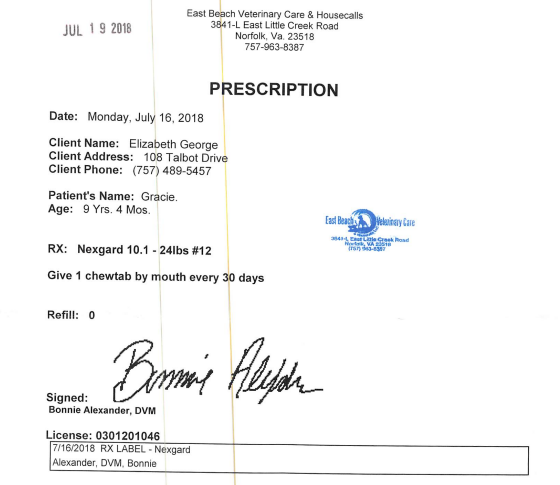 JUL 19 2018
East Beach Veterinary Care & Housecalls
3841-L East Little Creek Road
Norfolk, Va. 23518
757-963-8387
PRESCRIPTION
Date: Monday, July 16, 2018
Client Name: Elizabeth George
Client Address: 108 Talbot Drive
Client Phone: (757) 489-5457
Patient's Name: Gracie.
Age: 9 Yrs. 4 Mos.
East Beach Veterinary Care
3841-L East Little Creek Road
Norfolk, VA 23518
(757) 963-8387
RX: Nexgard 10.1 - 24lbs #12
Give 1 chewtab by mouth every 30 days
Refill: 0
Bonnie Alexander
Signed:
Bonnie Alexander, DVM
License: 0301201046
7/16/2018 RX LABEL - Nexgard
Alexander, DVM, Bonnie